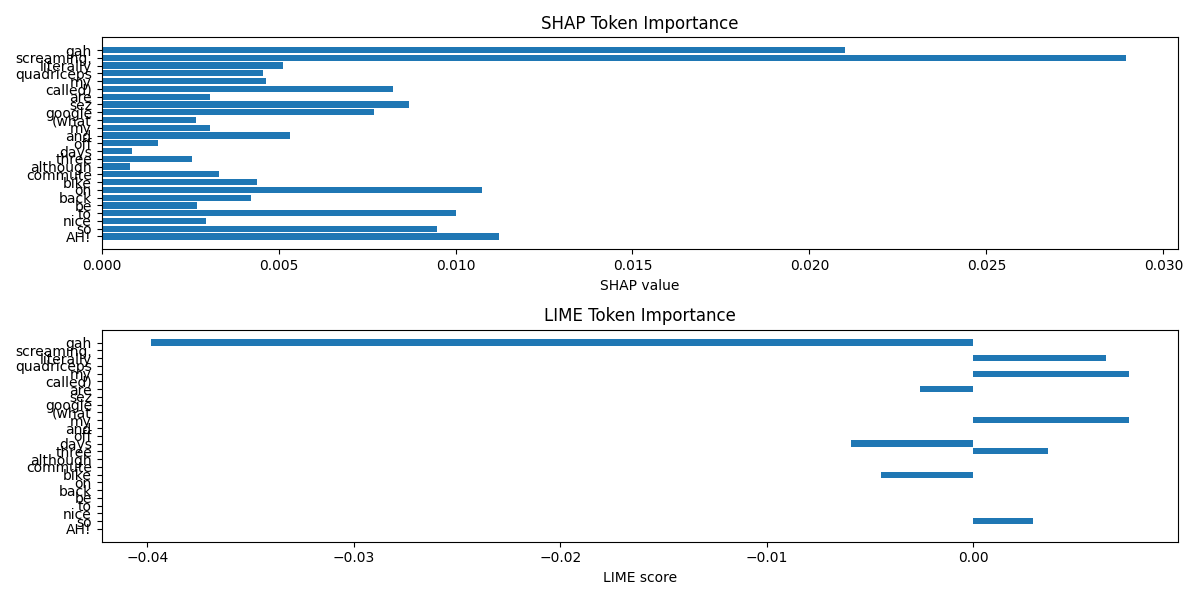 SHAP Token Importance
gah
screaming,
literally
quadriceps
my
called)
are
sez
google
(what
my
and
off
days
three
although
commute
bike
on
back
be
to
nice
so
AH!
0.000 0.005 0.010 0.015 0.020 0.025 0.030
SHAP value
LIME Token Importance
gah
screaming,
literally
quadriceps
my
called)
are
sez
google
(what
my
and
off
days
three
although
commute
bike
on
back
be
to
nice
so
AH!
−0.04 −0.03 −0.02 −0.01 0.00
LIME score